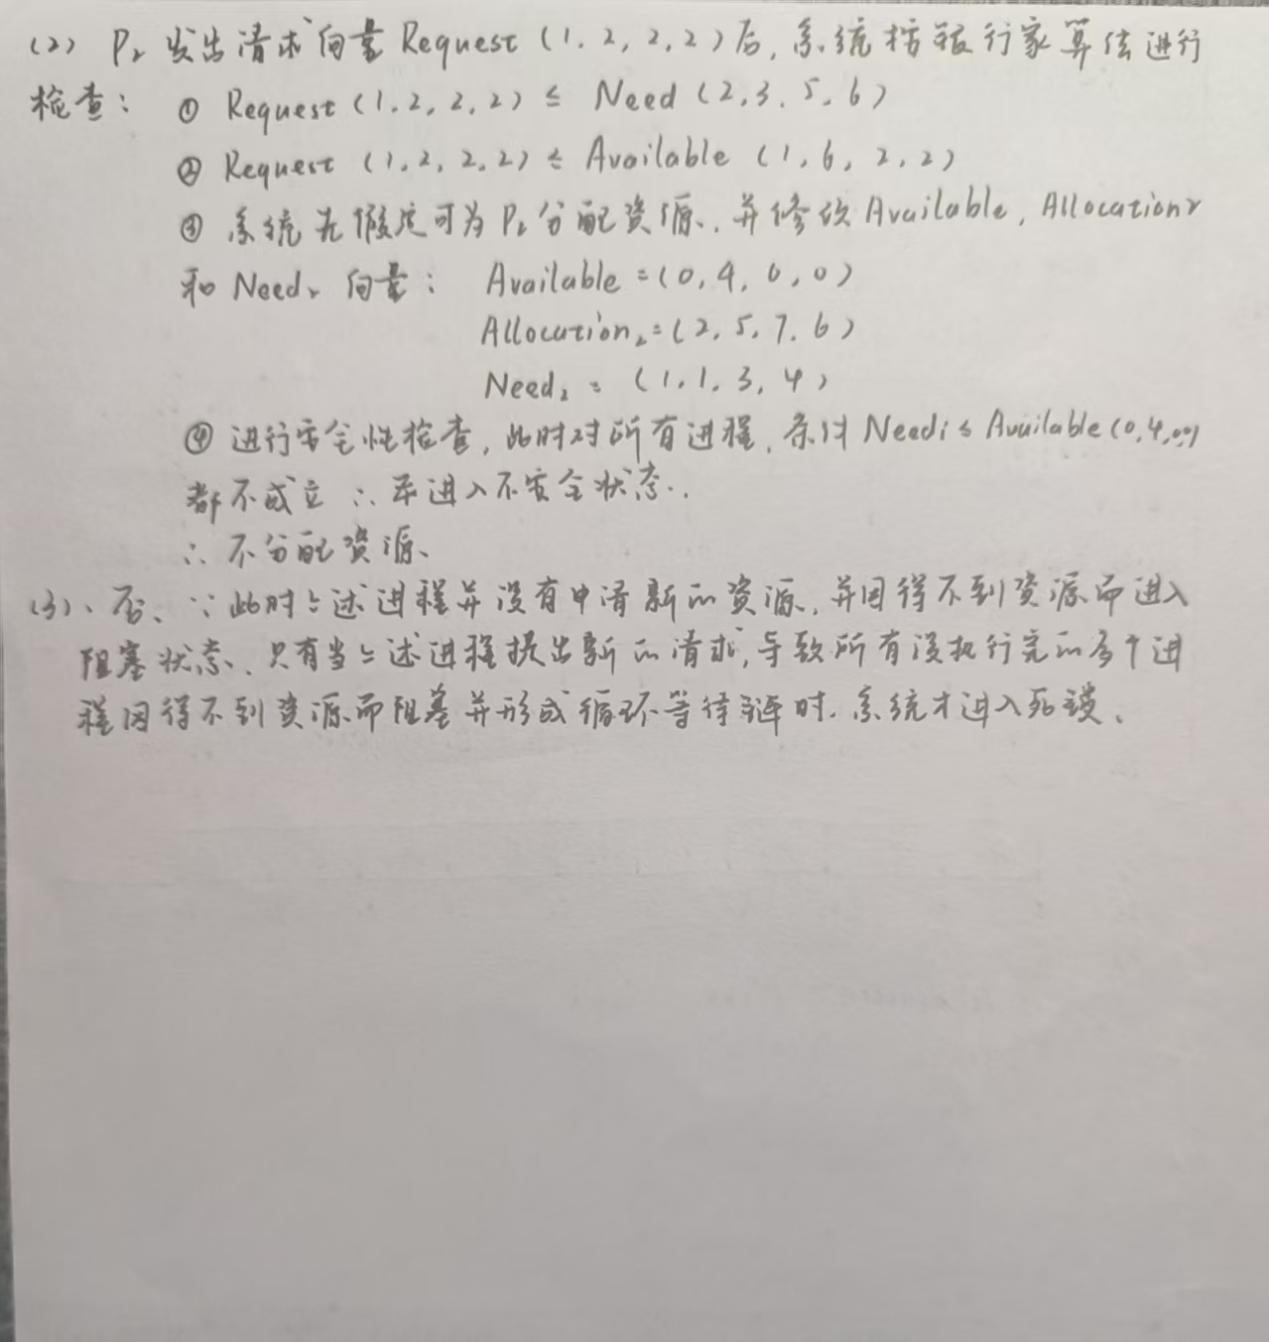 (2) P₂ 发出请求向量 Request (1. 2, 2, 2) 后, 系统按银行家算法进行
检查: ① Request (1. 2, 2, 2) ≤ Need (2, 3. 5, 6)
② Request (1, 2, 2, 2) ≤ Available (1, 6, 2, 2)
③ 系统先假定可为 P₂ 分配资源, 并修改 Available, Allocation₂
和 Need₂ 向量: Available = (0, 4, 0, 0)
Allocation₂ = (2, 5, 7. 6)
Need₂ = (1, 1. 3, 4)
④ 进行安全性检查, 此时对所有进程, 条件 Needi ≤ Available (0, 4, 0, 0)
都不成立 ∴ 进入不安全状态.
∴ 不分配资源、
(3)、否、∵ 此时上述进程并没有申请新的资源, 并因得不到资源而进入
阻塞状态、只有当上述进程提出新的请求, 导致所有没执行完的多个进
程因得不到资源而阻塞并形成循环等待链时. 系统才进入死锁、